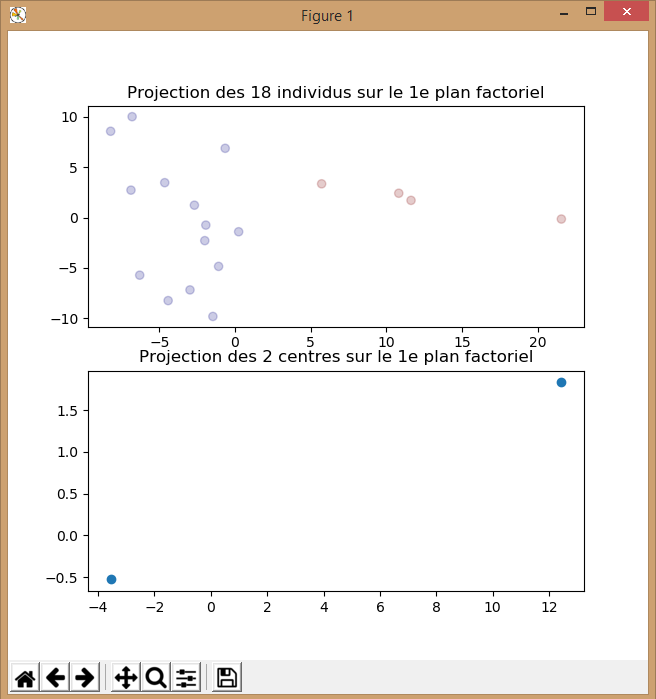 Figure 1
Projection des 18 individus sur le 1e plan factoriel
10
5
0
−5
−10
−5 0 5 10 15 20
Projection des 2 centres sur le 1e plan factoriel
1.5
1.0
0.5
0.0
−0.5
−4 −2 0 2 4 6 8 10 12